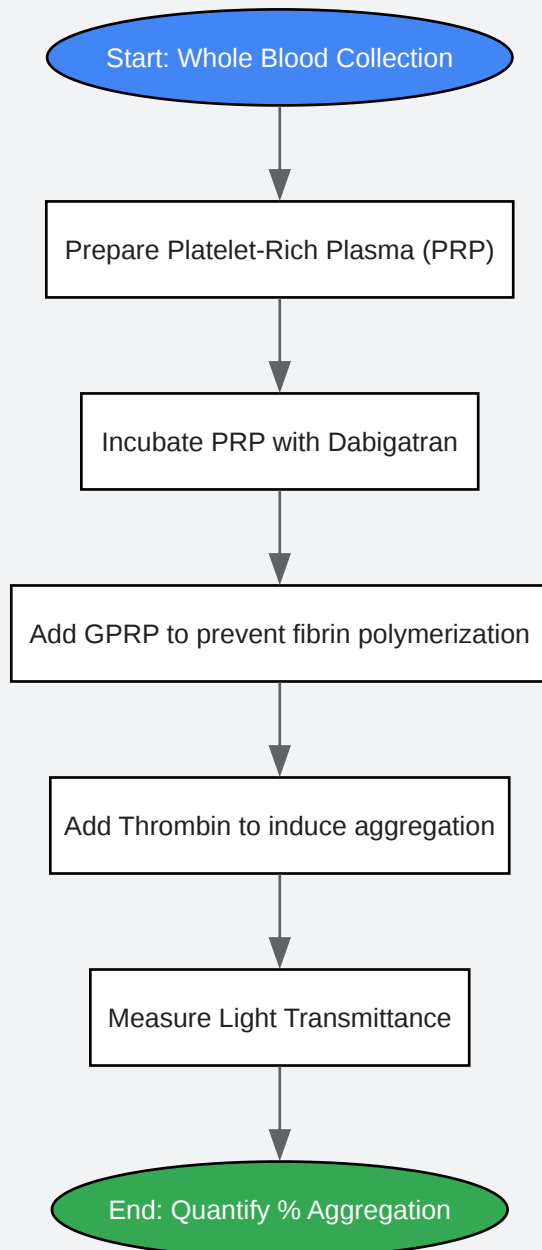 Start: Whole Blood Collection
Prepare Platelet-Rich Plasma (PRP)
Incubate PRP with Dabigatran
Add GPRP to prevent fibrin polymerization
Add Thrombin to induce aggregation
Measure Light Transmittance
End: Quantify % Aggregation